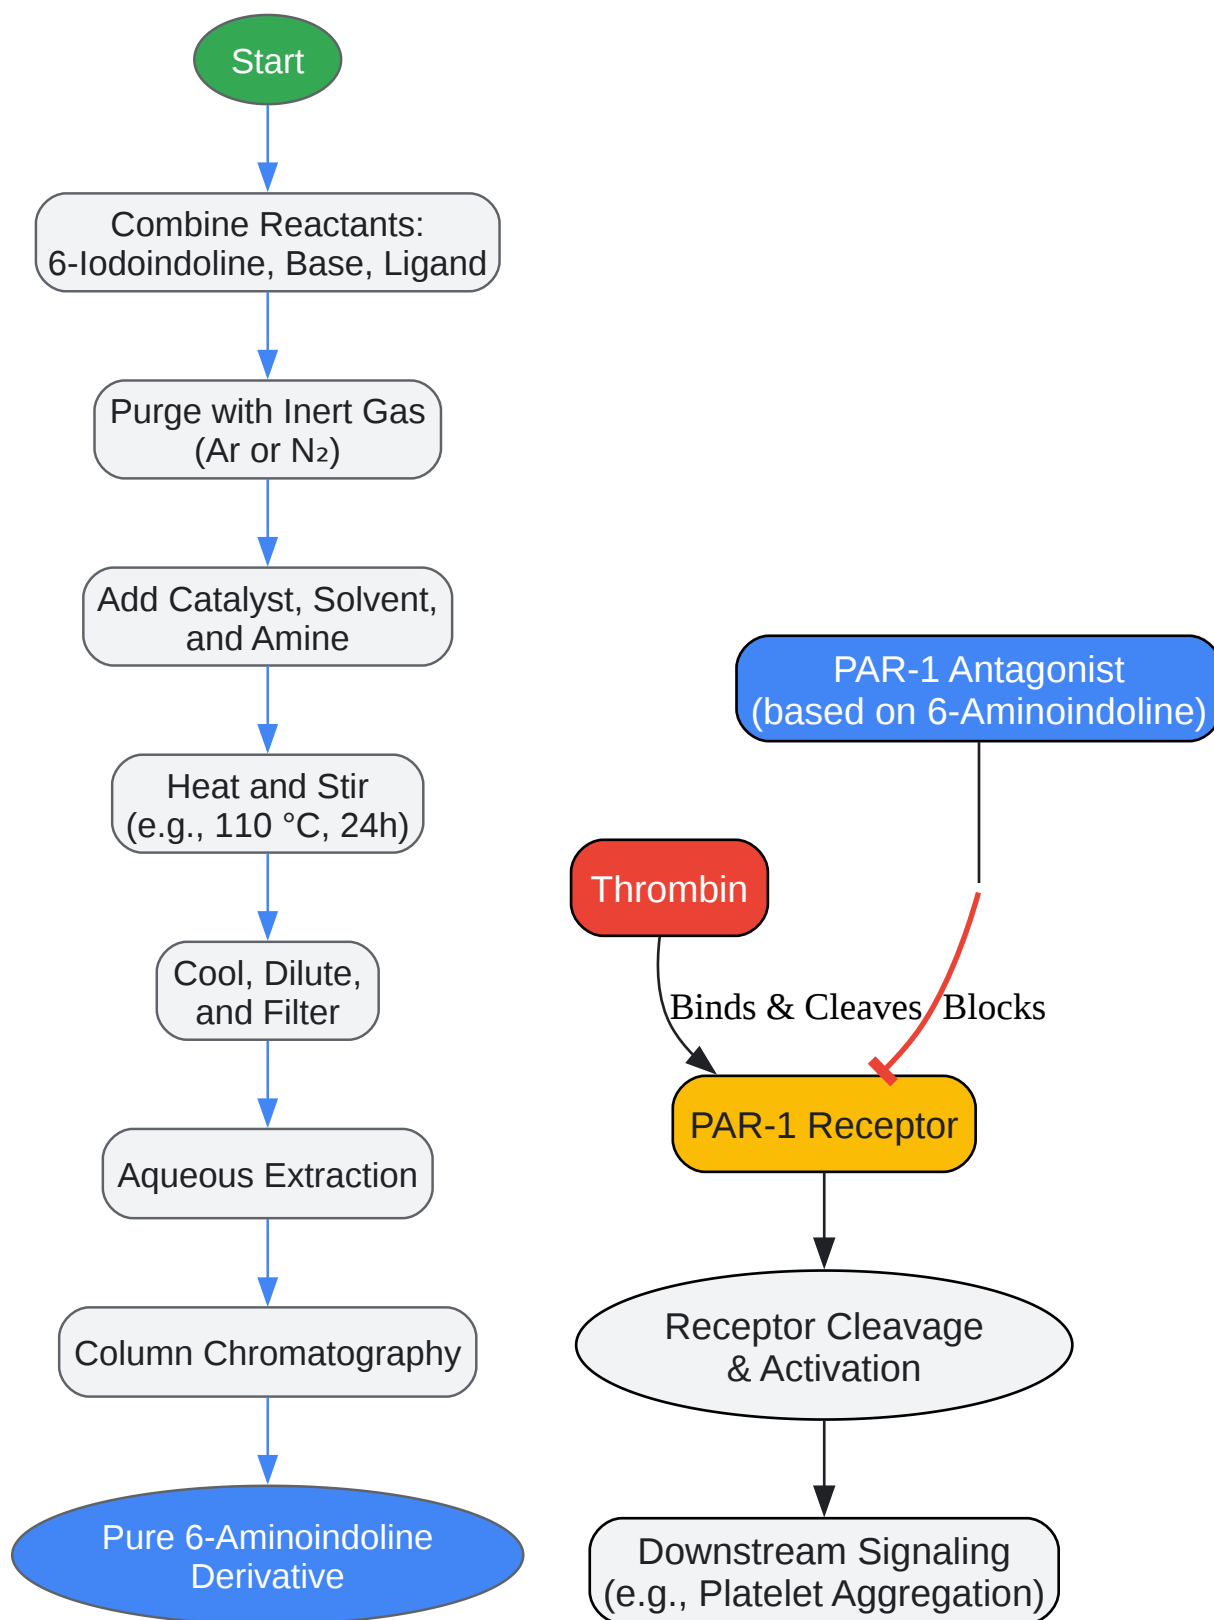 Start
Combine Reactants:
6-Iodoindoline, Base, Ligand
Purge with Inert Gas
(Ar or N₂)
Add Catalyst, Solvent,
and Amine
Heat and Stir
(e.g., 110 °C, 24h)
Cool, Dilute,
and Filter
Aqueous Extraction
Column Chromatography
Pure 6-Aminoindoline
Derivative
PAR-1 Antagonist
(based on 6-Aminoindoline)
Thrombin
Binds & Cleaves
Blocks
PAR-1 Receptor
Receptor Cleavage
& Activation
Downstream Signaling
(e.g., Platelet Aggregation)